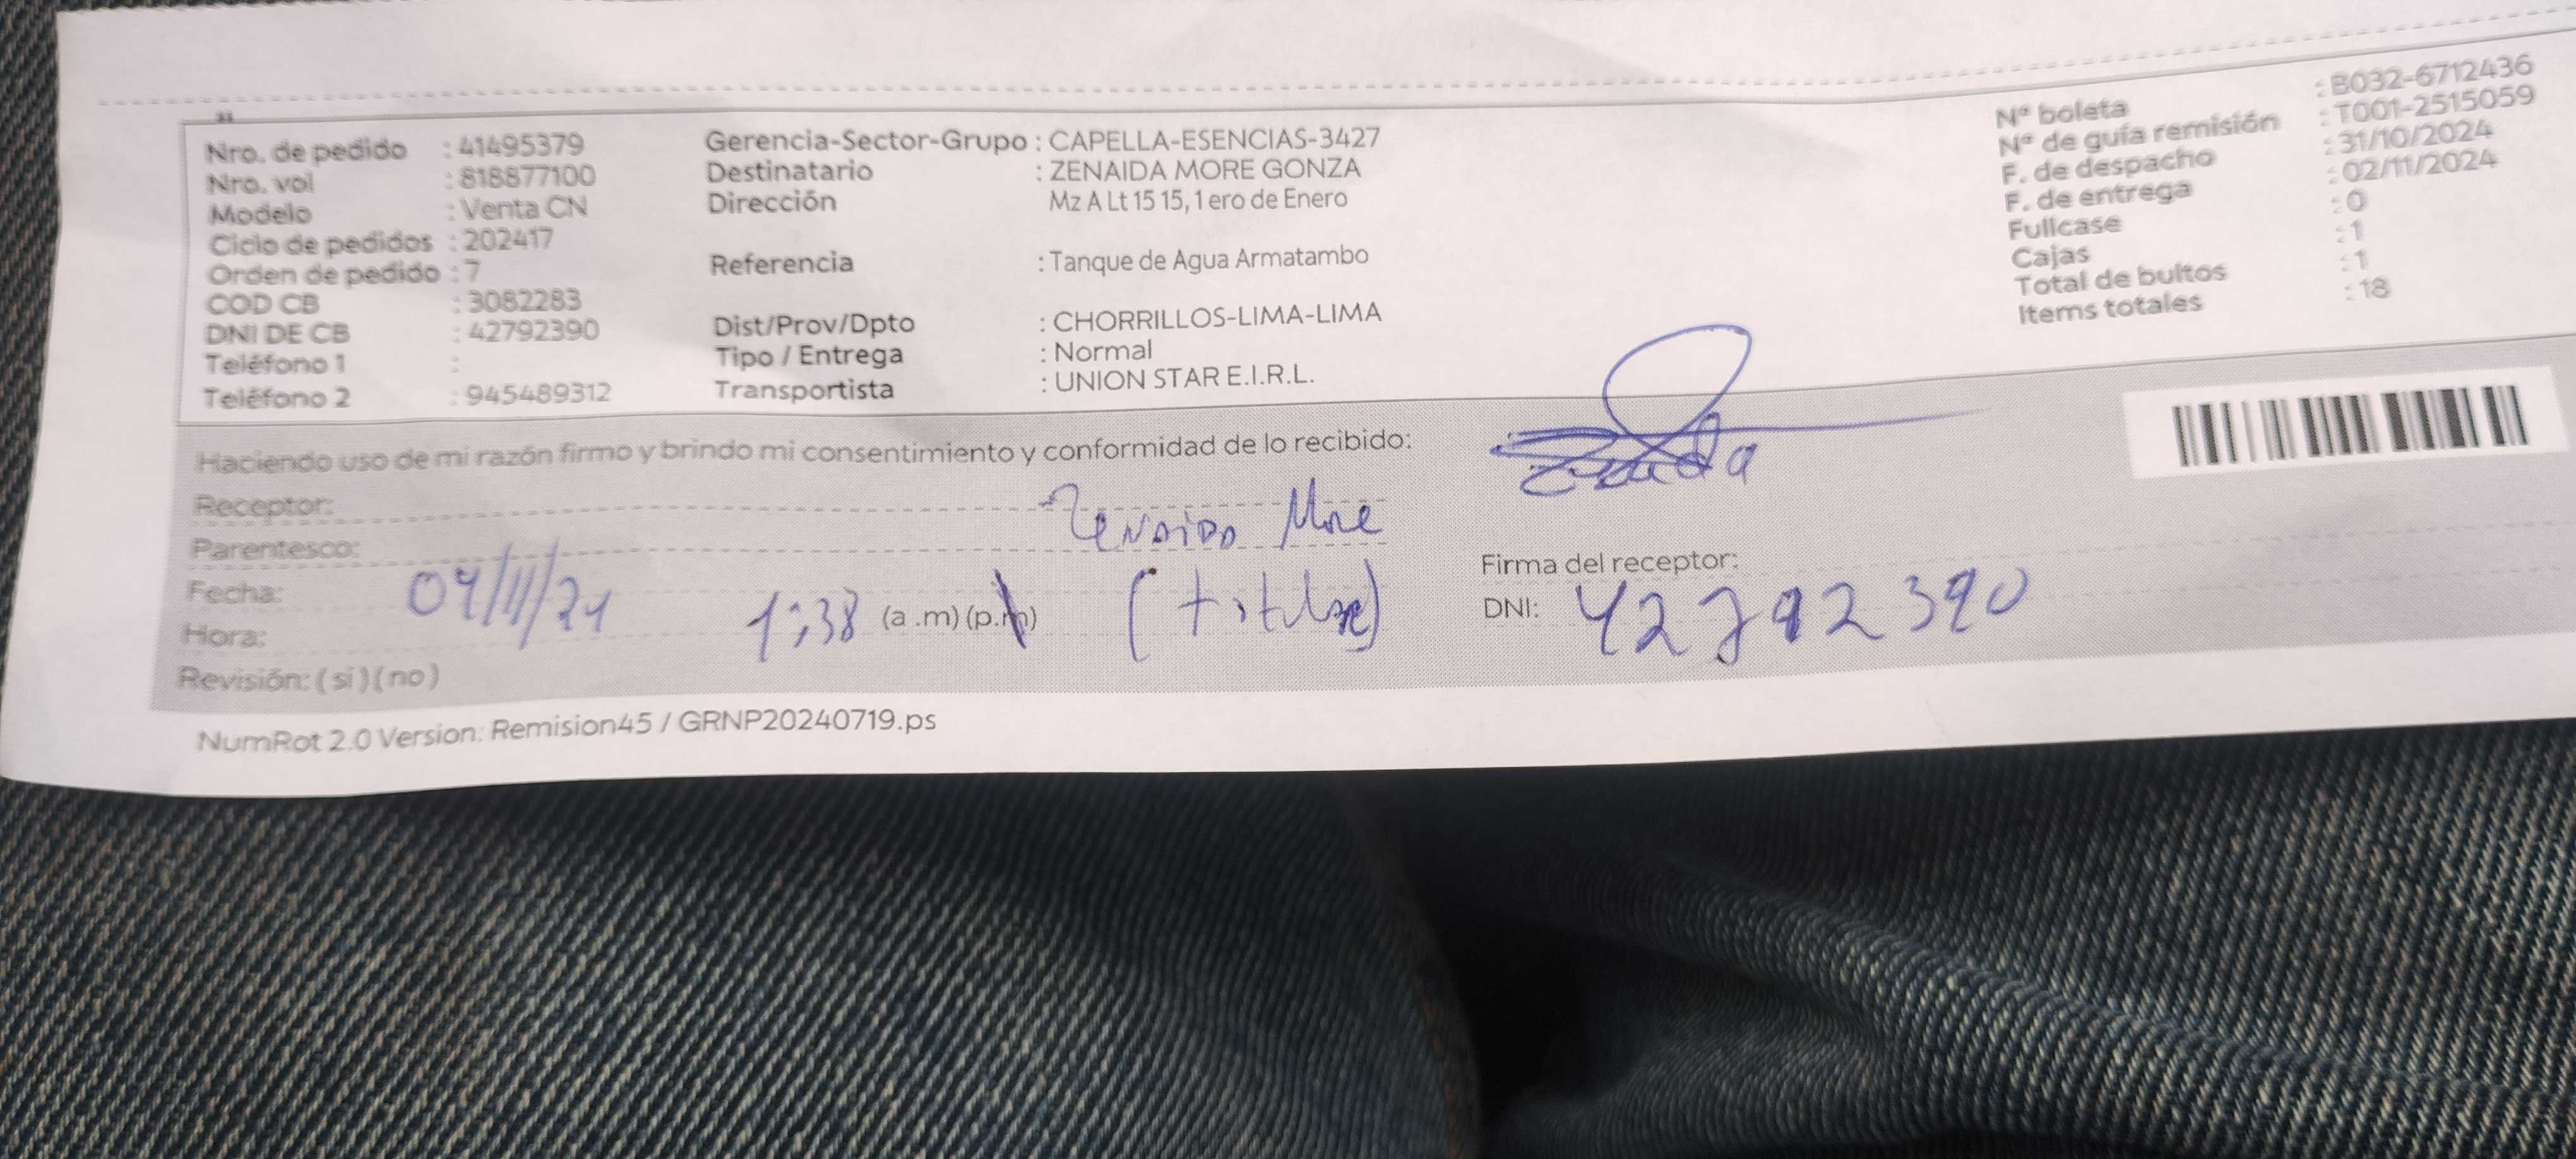 Nro. de pedido : 41495379
Nro. vol : 818877100
Modelo : Venta CN
Ciclo de pedidos : 202417
Orden de pedido : 7
COD CB : 3082283
DNI DE CB : 42792390
Teléfono 1 :
Teléfono 2 : 945489312
Gerencia-Sector-Grupo : CAPELLA-ESENCIAS-3427
Destinatario : ZENAIDA MORE GONZA
Dirección Mz A Lt 15 15, 1 ero de Enero
Referencia : Tanque de Agua Armatambo
Dist/Prov/Dpto : CHORRILLOS-LIMA-LIMA
Tipo / Entrega : Normal
Transportista : UNION STAR E.I.R.L.
Nº boleta : B032-6712436
Nº de guía remisión : T001-2515059
F. de despacho : 31/10/2024
F. de entrega : 02/11/2024
Fullcase : 0
Cajas : 1
Total de bultos : 1
Items totales : 18
Haciendo uso de mi razón firmo y brindo mi consentimiento y conformidad de lo recibido:
Receptor: Zenaida More
Parentesco: (titular)
Fecha: 04/11/24
Hora: 1:38 (a .m) (p.m)
Revisión: ( si ) ( no )
Firma del receptor:
DNI: 42792390
NumRot 2.0 Version: Remision45 / GRNP20240719.ps